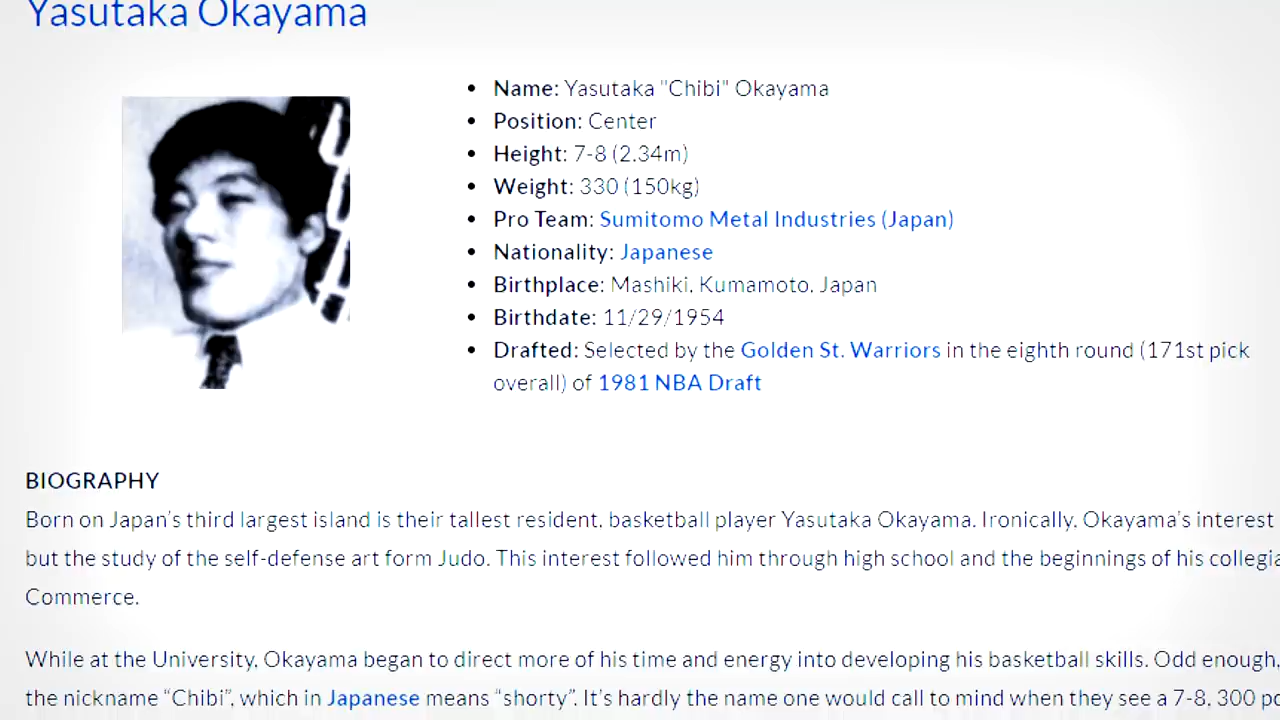 Yasutaka Okayama
Name: Yasutaka "Chibi" Okayama
Position: Center
Height: 7-8 (2.34m)
Weight: 330 (150kg)
Pro Team: Sumitomo Metal Industries (Japan)
Nationality: Japanese
Birthplace: Mashiki, Kumamoto, Japan
Birthdate: 11/29/1954
Drafted: Selected by the Golden St. Warriors in the eighth round (171st pick
overall) of 1981 NBA Draft
BIOGRAPHY
Born on Japan’s third largest island is their tallest resident, basketball player Yasutaka Okayama. Ironically, Okayama’s interest
but the study of the self-defense art form Judo. This interest followed him through high school and the beginnings of his
Commerce.
While at the University, Okayama began to direct more of his time and energy into developing his basketball skills. Odd enough,
the nickname “Chibi”, which in Japanese means “shorty”. It’s hardly the name one would call to mind when they see a 7-8, 300